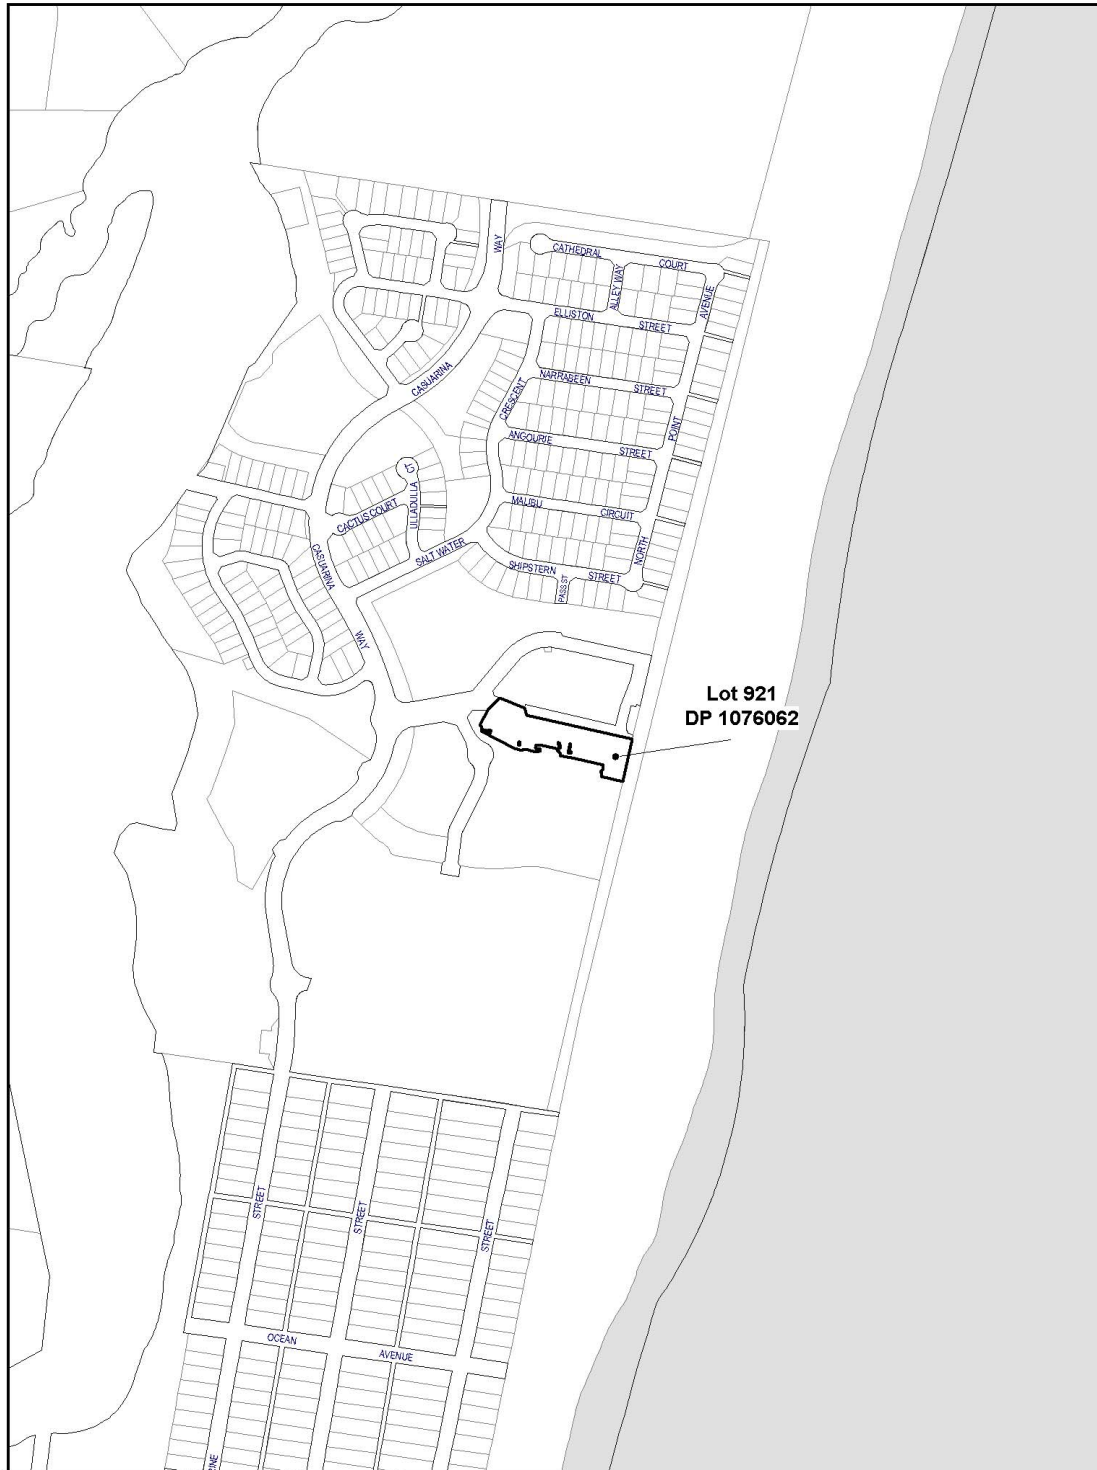 WAY
CATHEDRAL
COURT
ALLEY WAY
AVENUE
ELLISTON
STREET
CASUARINA
CRESCENT
NARRABEEN
STREET
POINT
ANGOURIE
STREET
CT
ULLADULLA
CACTUS COURT
MALIBU
CIRCUIT
CASUARINA
SALT WATER
NORTH
SHIPSTERN
STREET
PASS ST
WAY
Lot 921
DP 1076062
STREET
STREET
STREET
OCEAN
AVENUE